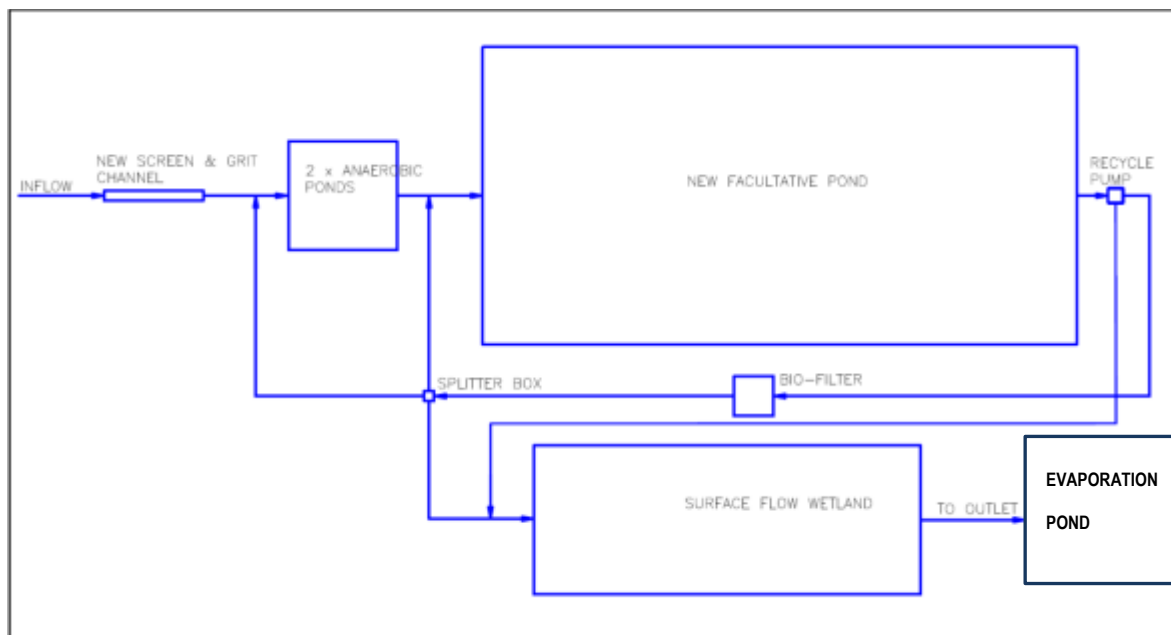 NEW SCREEN & GRIT
CHANNEL
INFLOW
2 x ANAEROBIC
PONDS
NEW FACULTATIVE POND
RECYCLE
PUMP
SPLITTER BOX
BIO-FILTER
SURFACE FLOW WETLAND
TO OUTLET
EVAPORATION
POND